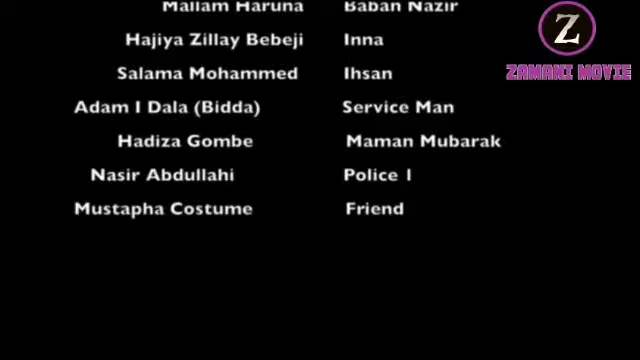 Mallam Haruna Baban Nazir
Hajiya Zillay Bebeji Inna
Salama Mohammed Ihsan
Adam I Dala (Bidda) Service Man
Hadiza Gombe Maman Mubarak
Nasir Abdullahi Police 1
Mustapha Costume Friend
Z
ZAMANI MOVIE